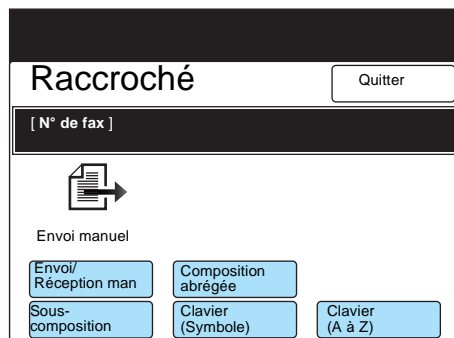 Raccroché
Quitter
[ N° de fax ]
Envoi manuel
Envoi/
Réception man
Composition
abrégée
Sous-
composition
Clavier
(Symbole)
Clavier
(A à Z)